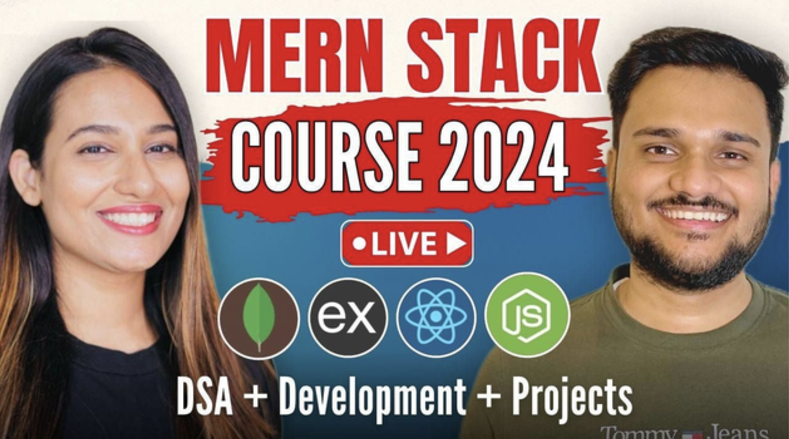 MERN STACK
COURSE 2024
LIVE
ex
JS
DSA + Development + Projects
Tommy Jeans